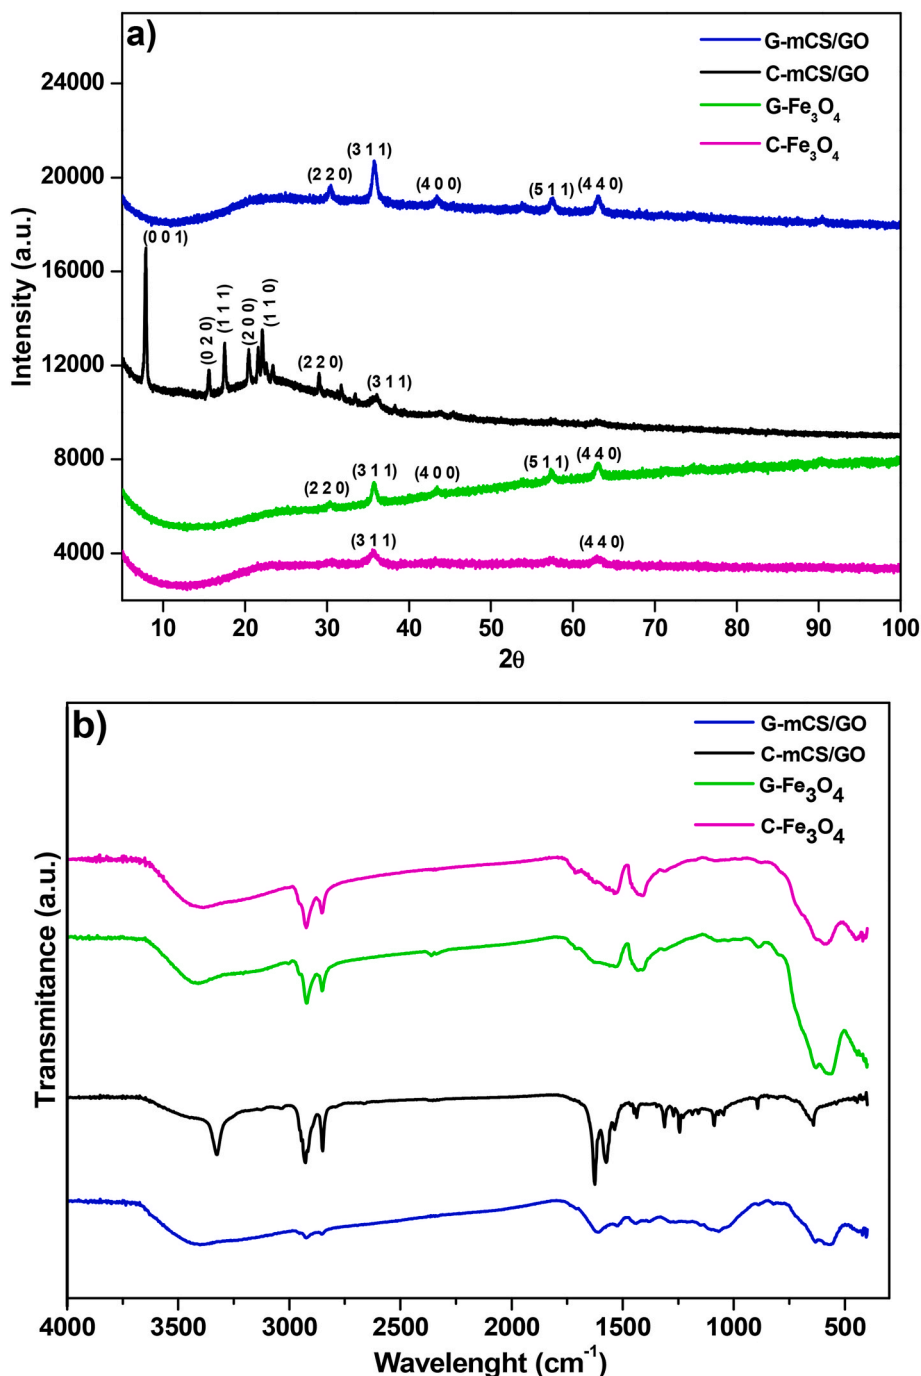 a)
G-mCS/GO
C-mCS/GO
G-Fe₃O₄
C-Fe₃O₄
24000
20000
16000
12000
8000
4000
Intensity (a.u.)
(2 2 0)
(3 1 1)
(4 0 0)
(5 1 1)
(4 4 0)
(0 0 1)
(0 2 0)
(1 1 1)
(2 0 0)
(1 1 0)
(2 2 0)
(3 1 1)
(2 2 0)
(3 1 1)
(4 0 0)
(5 1 1)
(4 4 0)
(3 1 1)
(4 4 0)
10 20 30 40 50 60 70 80 90 100
2θ
b)
G-mCS/GO
C-mCS/GO
G-Fe₃O₄
C-Fe₃O₄
Transmitance (a.u.)
4000 3500 3000 2500 2000 1500 1000 500
Wavelenght (cm⁻¹)